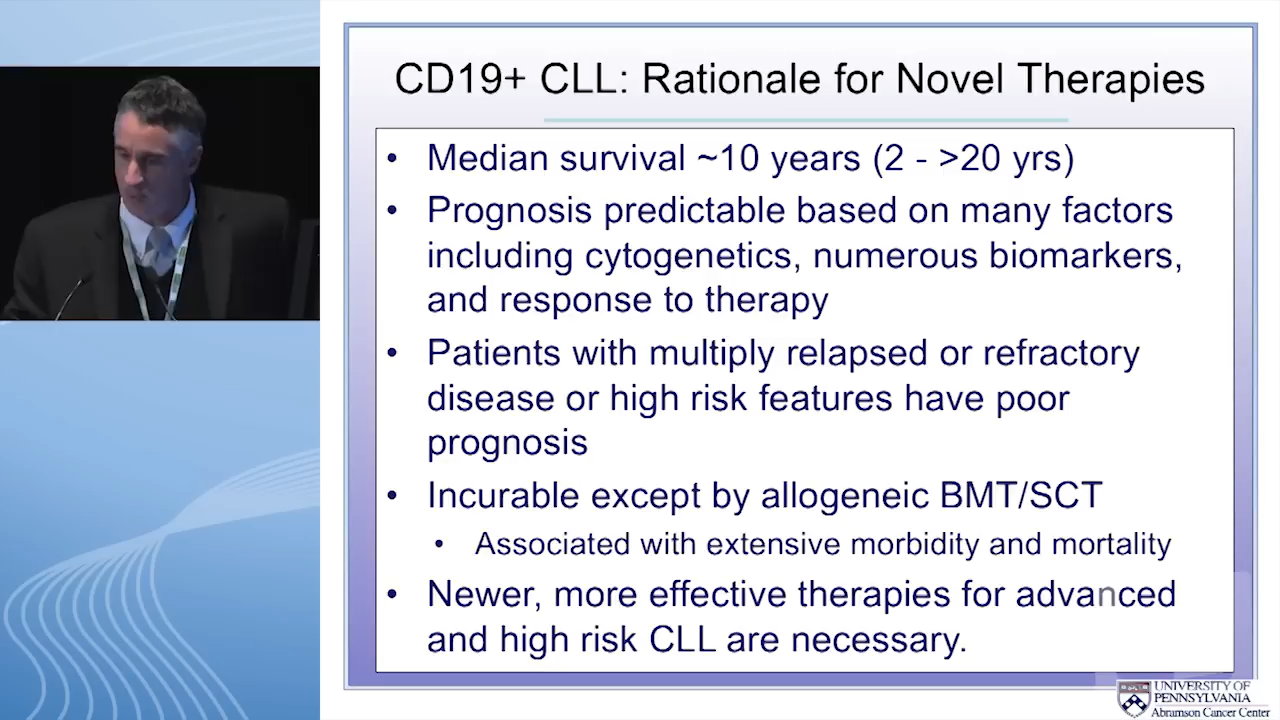 CD19+ CLL: Rationale for Novel Therapies
• Median survival ~10 years (2 - >20 yrs)
• Prognosis predictable based on many factors
including cytogenetics, numerous biomarkers,
and response to therapy
• Patients with multiply relapsed or refractory
disease or high risk features have poor
prognosis
• Incurable except by allogeneic BMT/SCT
• Associated with extensive morbidity and mortality
• Newer, more effective therapies for advanced
and high risk CLL are necessary.
UNIVERSITY OF
PENNSYLVANIA
Abramson Cancer Center